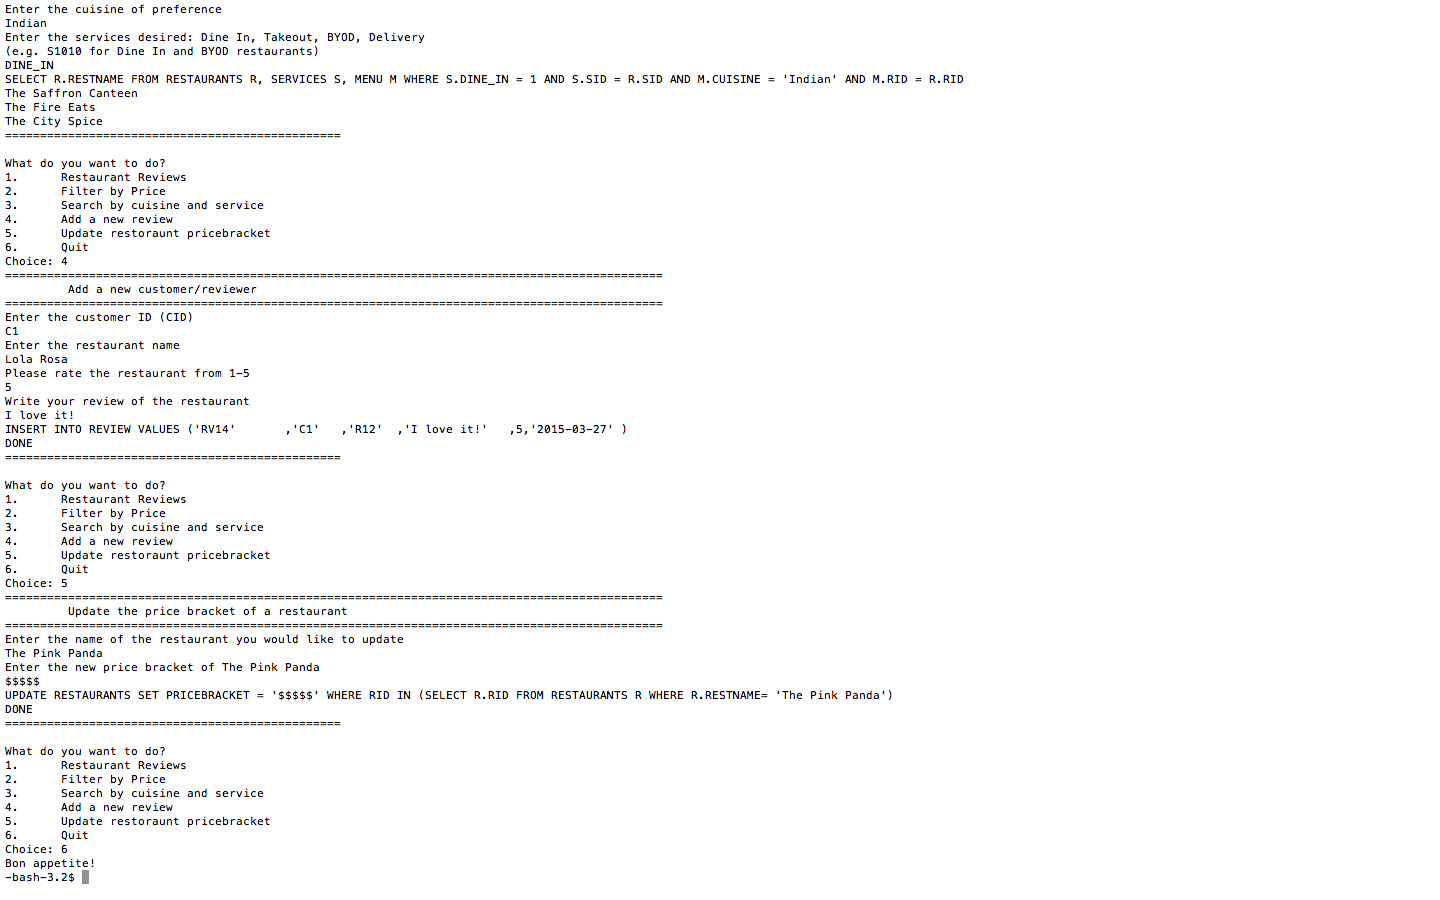 Enter the cuisine of preference
Indian
Enter the services desired: Dine In, Takeout, BYOD, Delivery
(e.g. S1010 for Dine In and BYOD restaurants)
DINE_IN
SELECT R.RESTNAME FROM RESTAURANTS R, SERVICES S, MENU M WHERE S.DINE_IN = 1 AND S.SID = R.SID AND M.CUISINE = 'Indian' AND M.RID = R.RID
The Saffron Canteen
The Fire Eats
The City Spice
================================================
What do you want to do?
1.      Restaurant Reviews
2.      Filter by Price
3.      Search by cuisine and service
4.      Add a new review
5.      Update restoraunt pricebracket
6.      Quit
Choice: 4
==============================================================================================
         Add a new customer/reviewer
==============================================================================================
Enter the customer ID (CID)
C1
Enter the restaurant name
Lola Rosa
Please rate the restaurant from 1-5
5
Write your review of the restaurant
I love it!
INSERT INTO REVIEW VALUES ('RV14'       ,'C1'   ,'R12'  ,'I love it!'   ,5,'2015-03-27' )
DONE
================================================
What do you want to do?
1.      Restaurant Reviews
2.      Filter by Price
3.      Search by cuisine and service
4.      Add a new review
5.      Update restoraunt pricebracket
6.      Quit
Choice: 5
==============================================================================================
         Update the price bracket of a restaurant
==============================================================================================
Enter the name of the restaurant you would like to update
The Pink Panda
Enter the new price bracket of The Pink Panda
$$$$$
UPDATE RESTAURANTS SET PRICEBRACKET = '$$$$$' WHERE RID IN (SELECT R.RID FROM RESTAURANTS R WHERE R.RESTNAME= 'The Pink Panda')
DONE
================================================
What do you want to do?
1.      Restaurant Reviews
2.      Filter by Price
3.      Search by cuisine and service
4.      Add a new review
5.      Update restoraunt pricebracket
6.      Quit
Choice: 6
Bon appetite!
-bash-3.2$